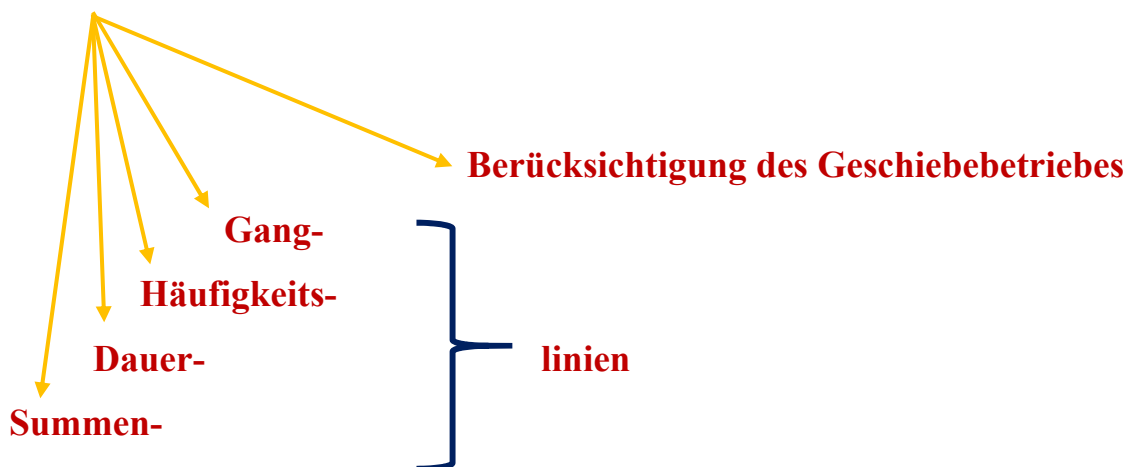 Berücksichtigung des Geschiebebetriebes
Gang-
Häufigkeits-
Dauer-
linien
Summen-